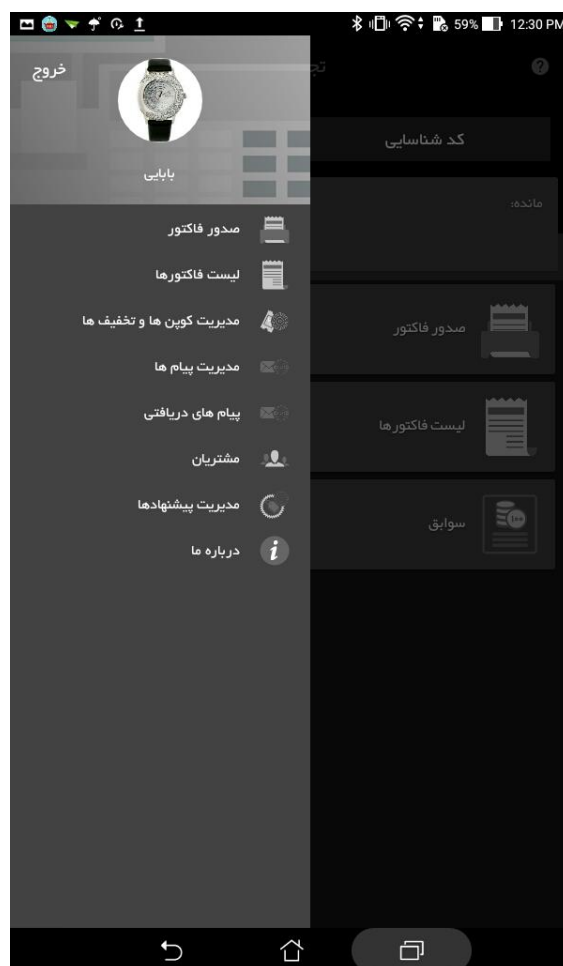 59% 12:30 PM
خروج
بابایی
صدور فاکتور
لیست فاکتورها
مدیریت کوپن ها و تخفیف ها
مدیریت پیام ها
پیام های دریافتی
مشتریان
مدیریت پیشنهادها
درباره ما
کد شناسایی
مانده:
صدور فاکتور
لیست فاکتورها
سوابق